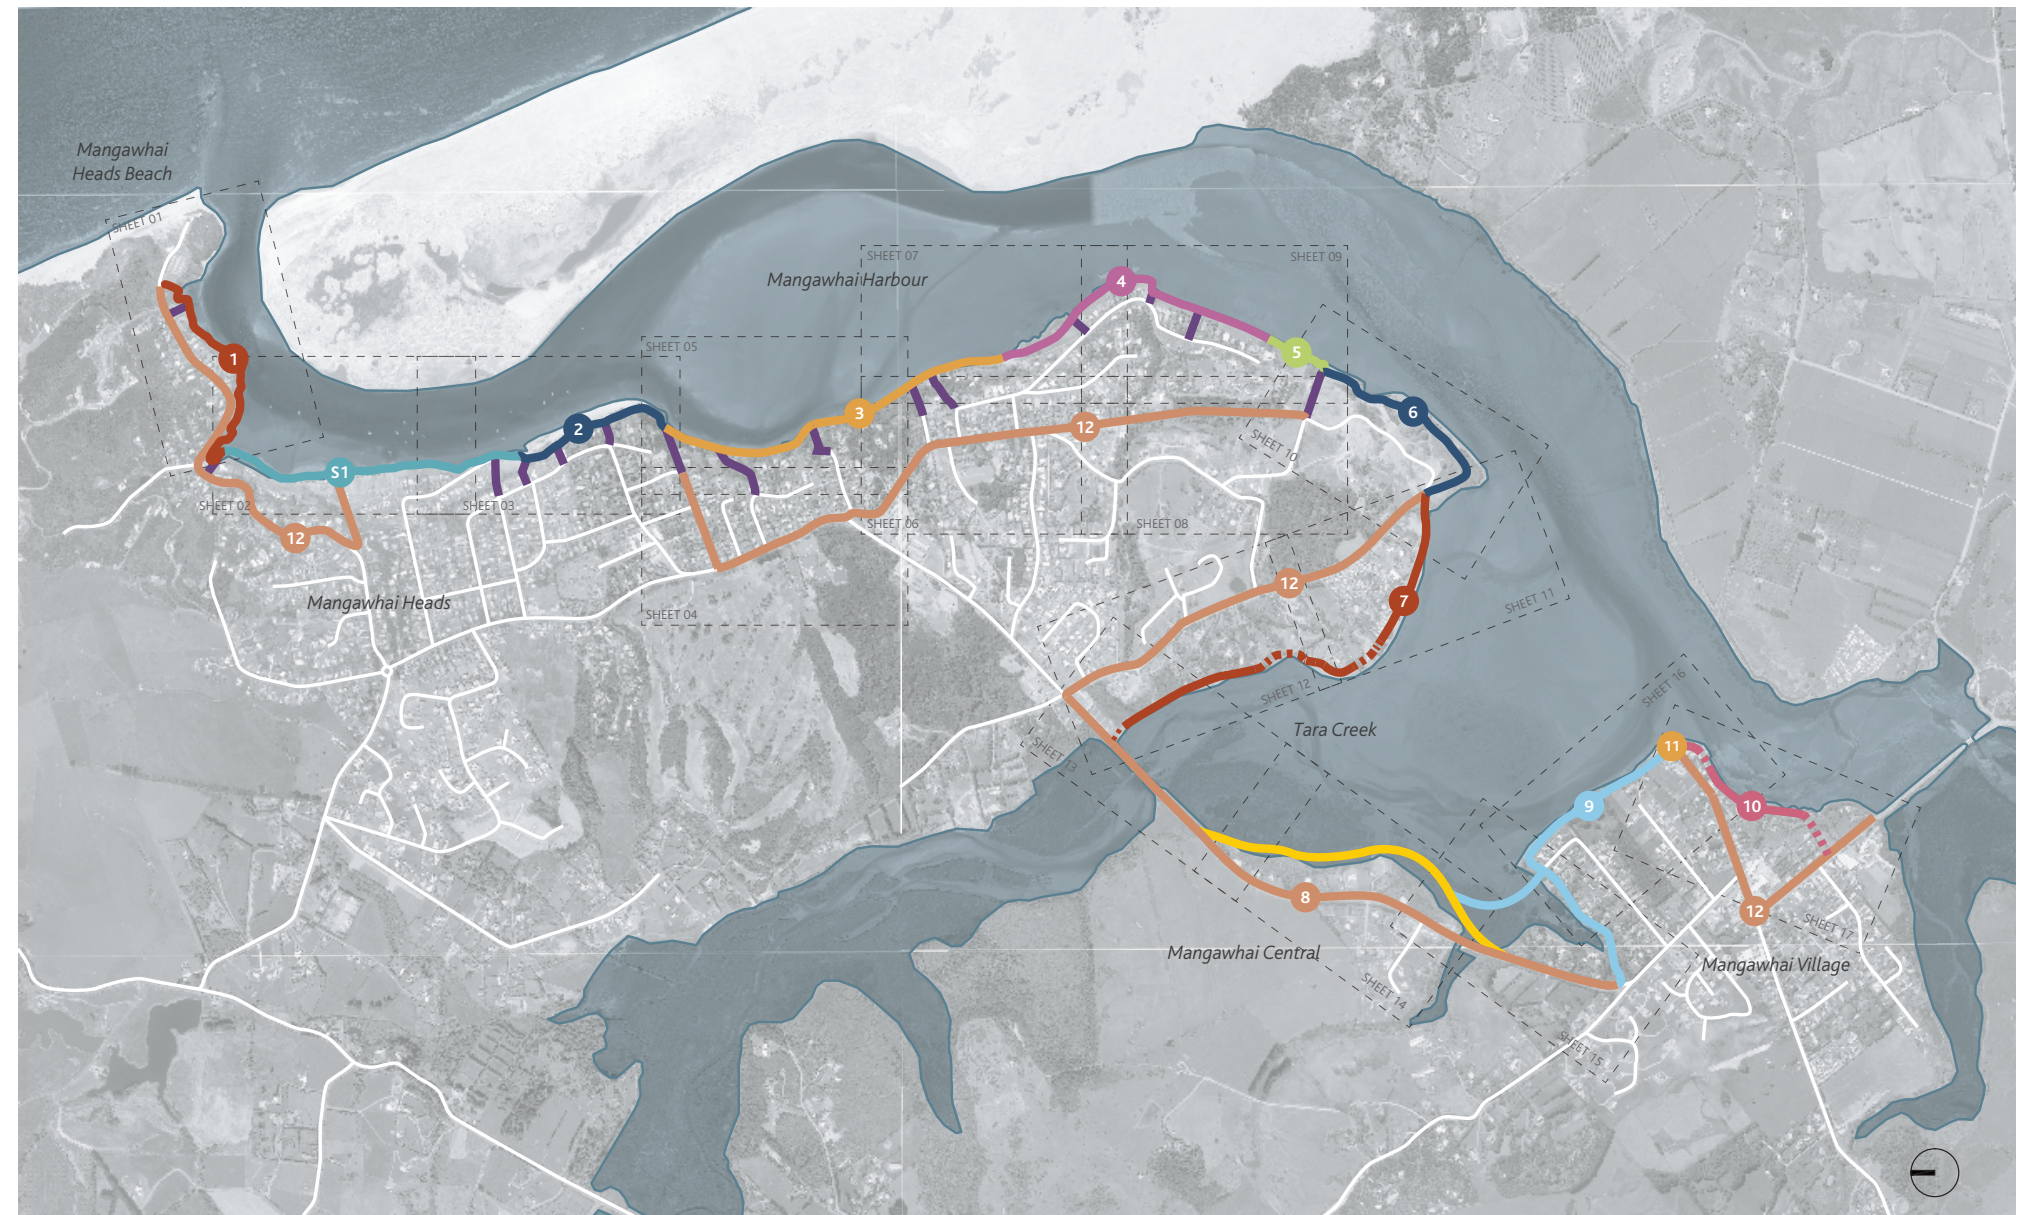 Mangawhai
Heads Beach
SHEET 01
SHEET 07
SHEET 09
Mangawhai Harbour
4
SHEET 05
5
1
3
6
2
12
SHEET 10
S1
SHEET 02
SHEET 03
SHEET 06
SHEET 08
12
12
7
Mangawhai Heads
SHEET 11
SHEET 04
SHEET 12
SHEET 16
Tara Creek
SHEET 13
11
9
10
8
12
SHEET 17
Mangawhai Central
Mangawhai Village
SHEET 14
SHEET 15